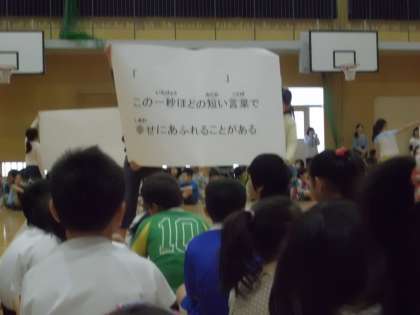 「　　　　　」
この一秒ほどの短い言葉で
幸せにあふれることがある
10